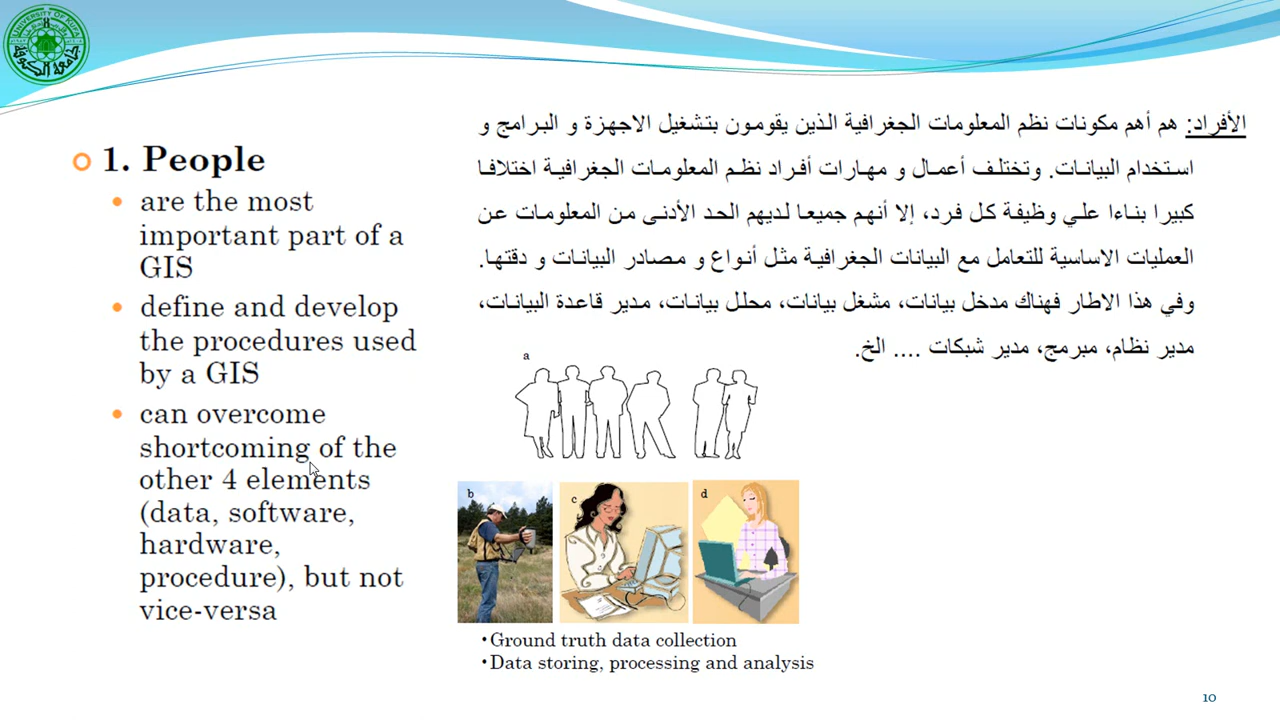 UNIVERSITY OF KUFA
جامعة الكوفة
1. People
are the most
important part of a
GIS
define and develop
the procedures used
by a GIS
can overcome
shortcoming of the
other 4 elements
(data, software,
hardware,
procedure), but not
vice-versa
الأفراد: هم أهم مكونات نظم المعلومات الجغرافية الذين يقومون بتشغيل الاجهزة و البرامج و
استخدام البيانات. وتختلف أعمال و مهارات أفراد نظم المعلومات الجغرافية اختلافا
كبيرا بناءا علي وظيفة كل فرد، إلا أنهم جميعا لديهم الحد الأدنى من المعلومات عن
العمليات الاساسية للتعامل مع البيانات الجغرافية مثل أنواع و مصادر البيانات و دقتها.
وفي هذا الاطار فهناك مدخل بيانات، مشغل بيانات، محلل بيانات، مدير قاعدة البيانات،
مدير نظام، مبرمج، مدير شبكات .... الخ.
a
b
c
d
•Ground truth data collection
•Data storing, processing and analysis
10